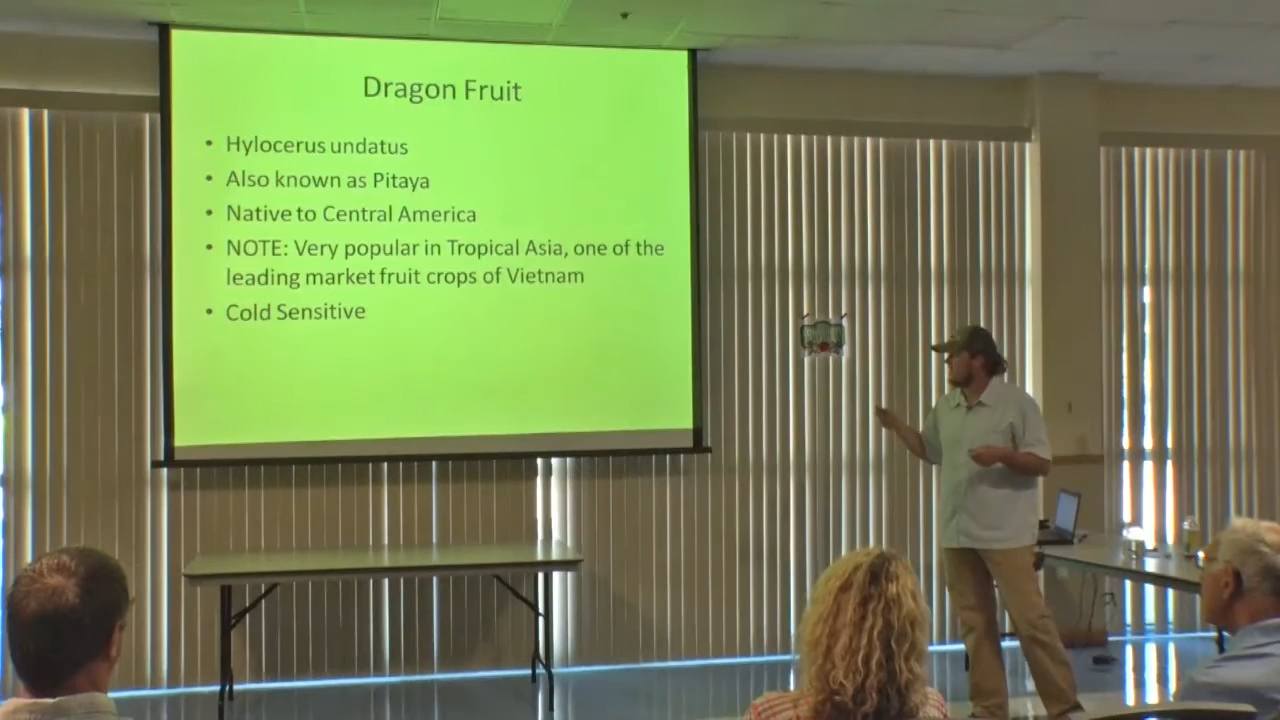 Dragon Fruit
• Hylocerus undatus
• Also known as Pitaya
• Native to Central America
• NOTE: Very popular in Tropical Asia, one of the
leading market fruit crops of Vietnam
• Cold Sensitive